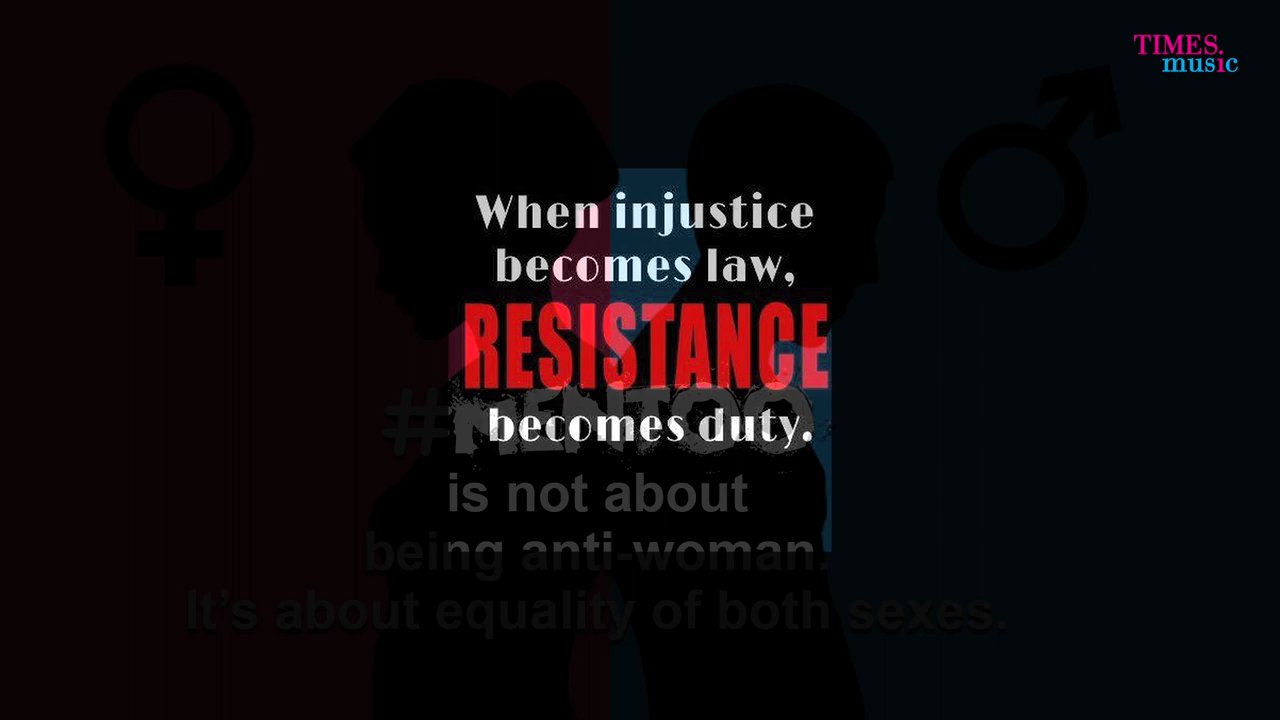 TIMES.
music
When injustice
becomes law,
RESISTANCE
becomes duty.
#MENTOO
is not about
being anti-woman.
It's about equality of both sexes.